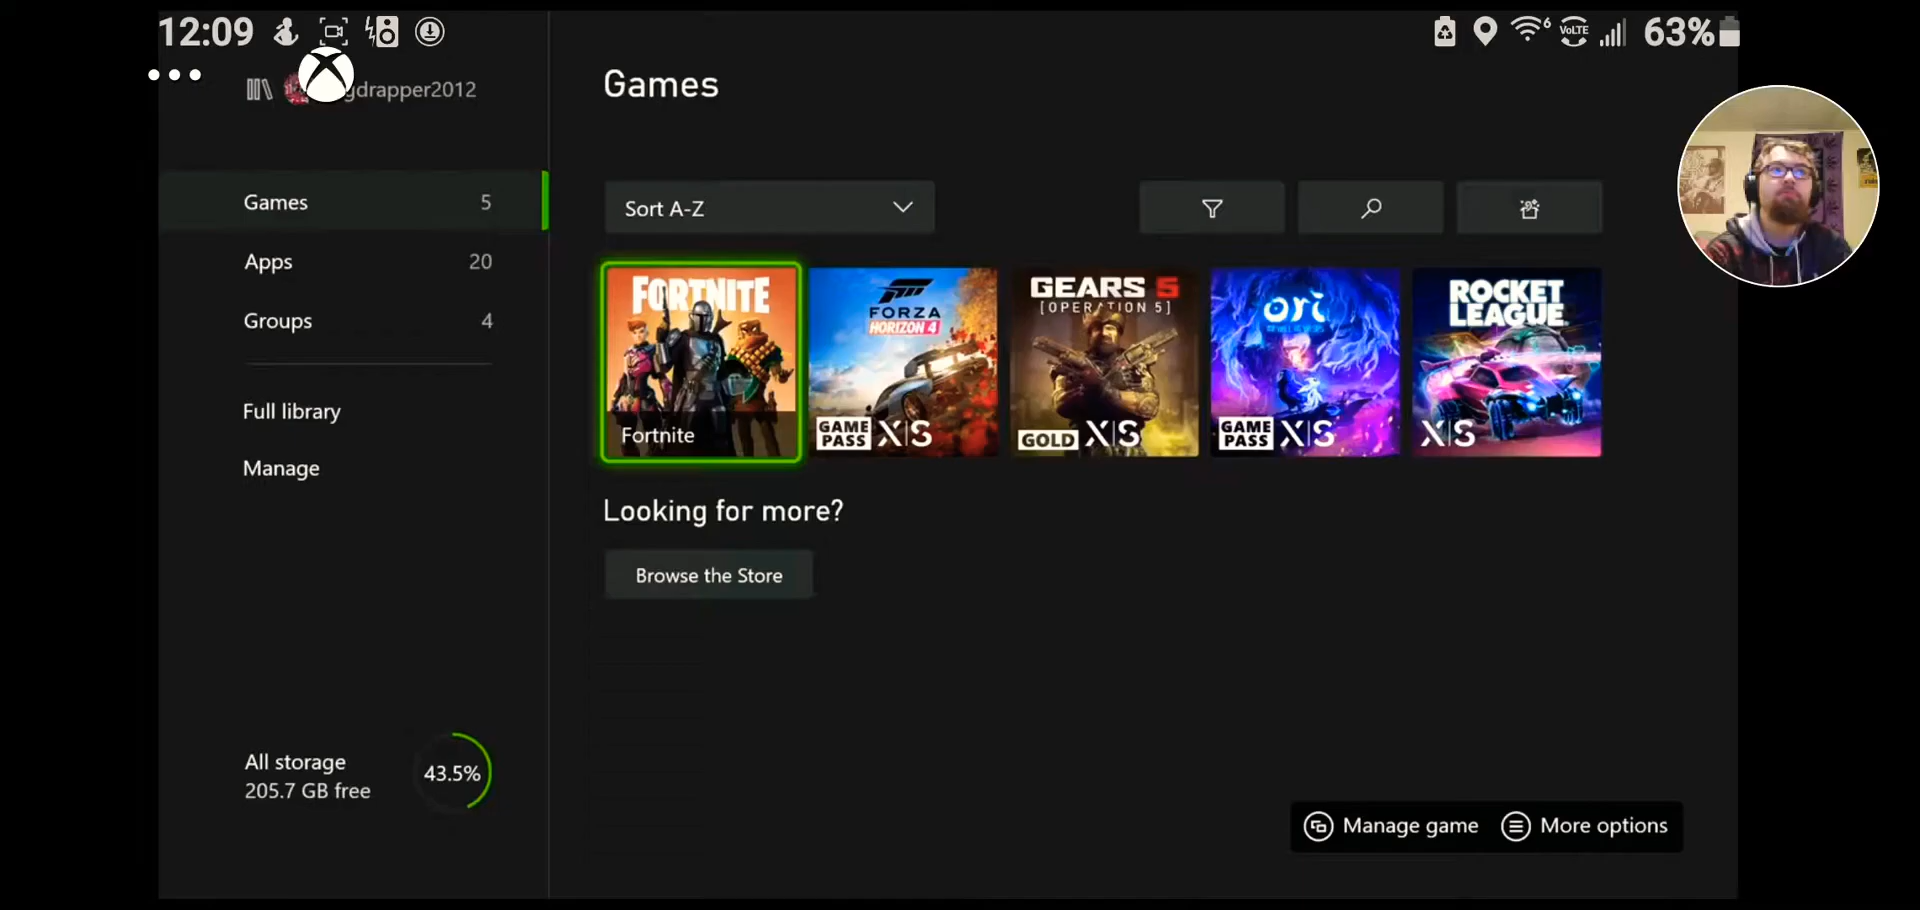 12:09
63%
gdrapper2012
Games
Games 5
Apps 20
Groups 4
Full library
Manage
All storage
205.7 GB free
43.5%
Sort A-Z
FORTNITE
Fortnite
FORZA
HORIZON 4
GAME
PASS X|S
GEARS 5
[OPERATION 5]
GOLD X|S
ori
GAME
PASS X|S
ROCKET
LEAGUE
X|S
Looking for more?
Browse the Store
Manage game
More options